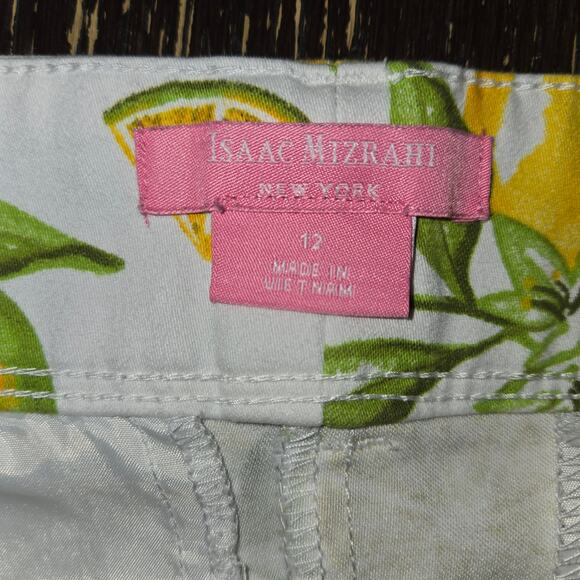 ISAAC MIZRAHI
NEW YORK
12
MADE IN
VIETNAM